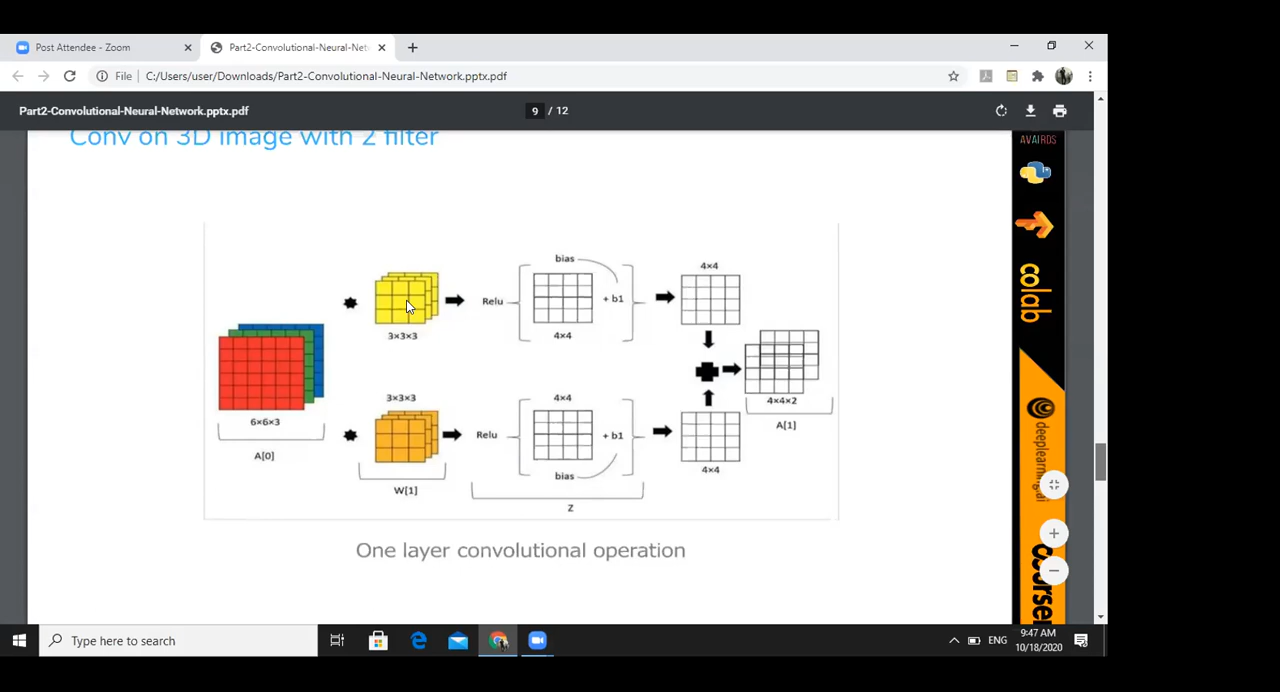 Post Attendee - Zoom
Part2-Convolutional-Neural-Net
File
C:/Users/user/Downloads/Part2-Convolutional-Neural-Network.pptx.pdf
Part2-Convolutional-Neural-Network.pptx.pdf
9 / 12
Conv on 3D image with 2 filter
AVAIRDS
colab
deeplearning.ai
bias
4×4
Relu
+ b1
3×3×3
4×4
3×3×3
4×4
6×6×3
4×4×2
A[0]
A[1]
Relu
+ b1
bias
4×4
W[1]
Z
One layer convolutional operation
Type here to search
ENG
9:47 AM
10/18/2020